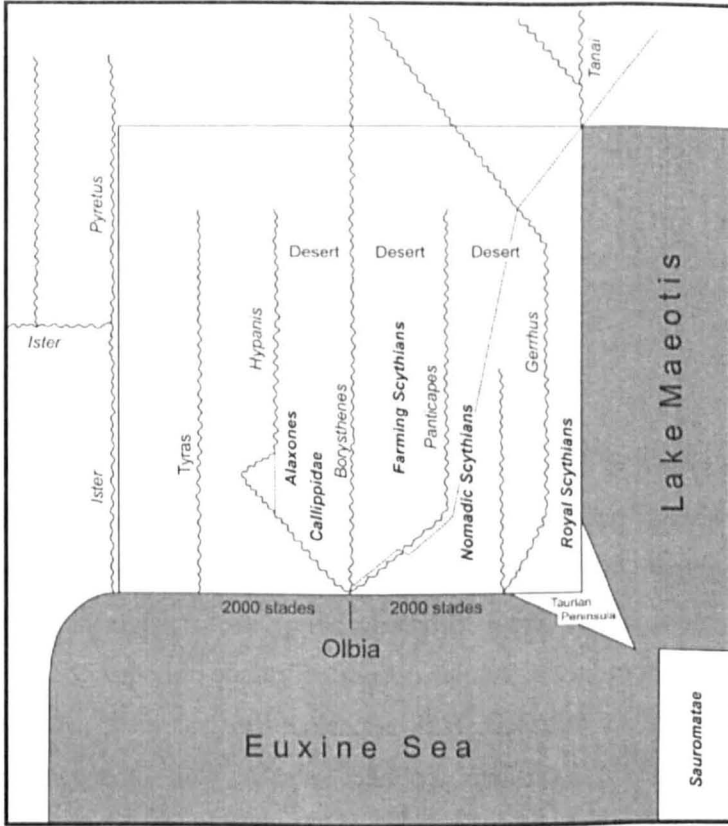 Tanai
Pyretus
Desert
Desert
Desert
Lake Maeotis
Hypanis
Gerrhus
Ister
Farming Scythians
Alaxones
Borysthenes
Panticapes
Callippidae
Tyras
Ister
Nomadic Scythians
Royal Scythians
2000 stades
2000 stades
Taurian
Peninsula
Olbia
Euxine Sea
Sauromatae